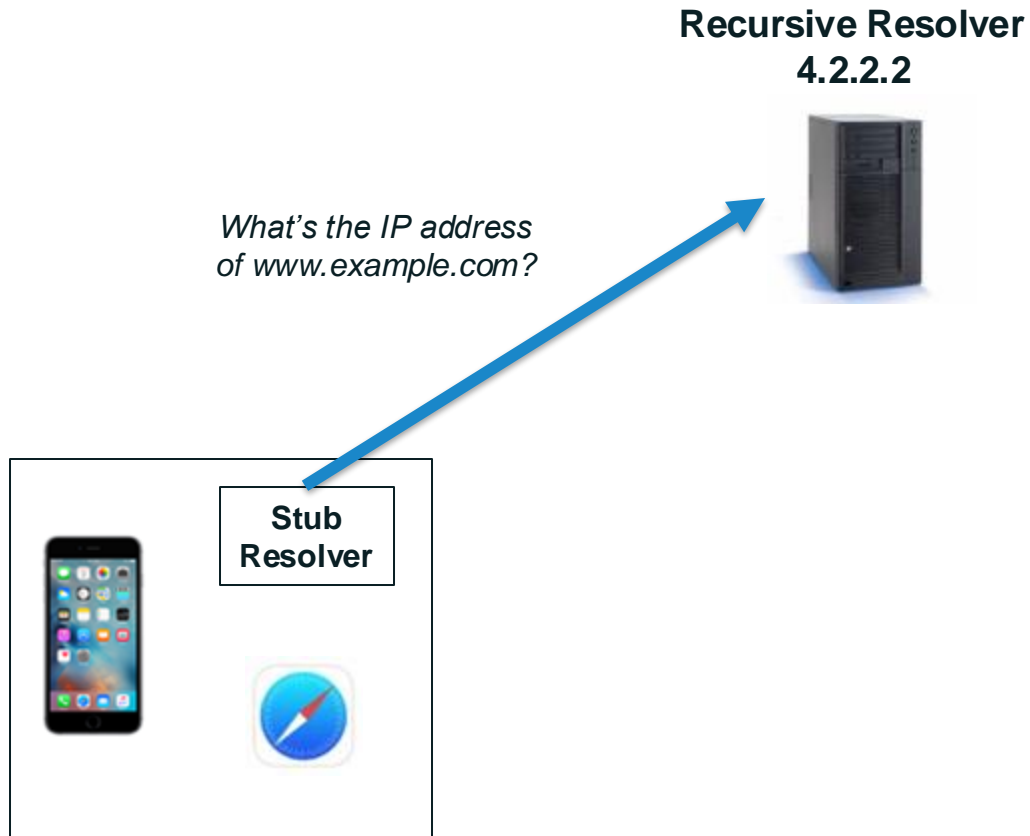 Recursive Resolver
4.2.2.2
What’s the IP address
of www.example.com?
Stub
Resolver